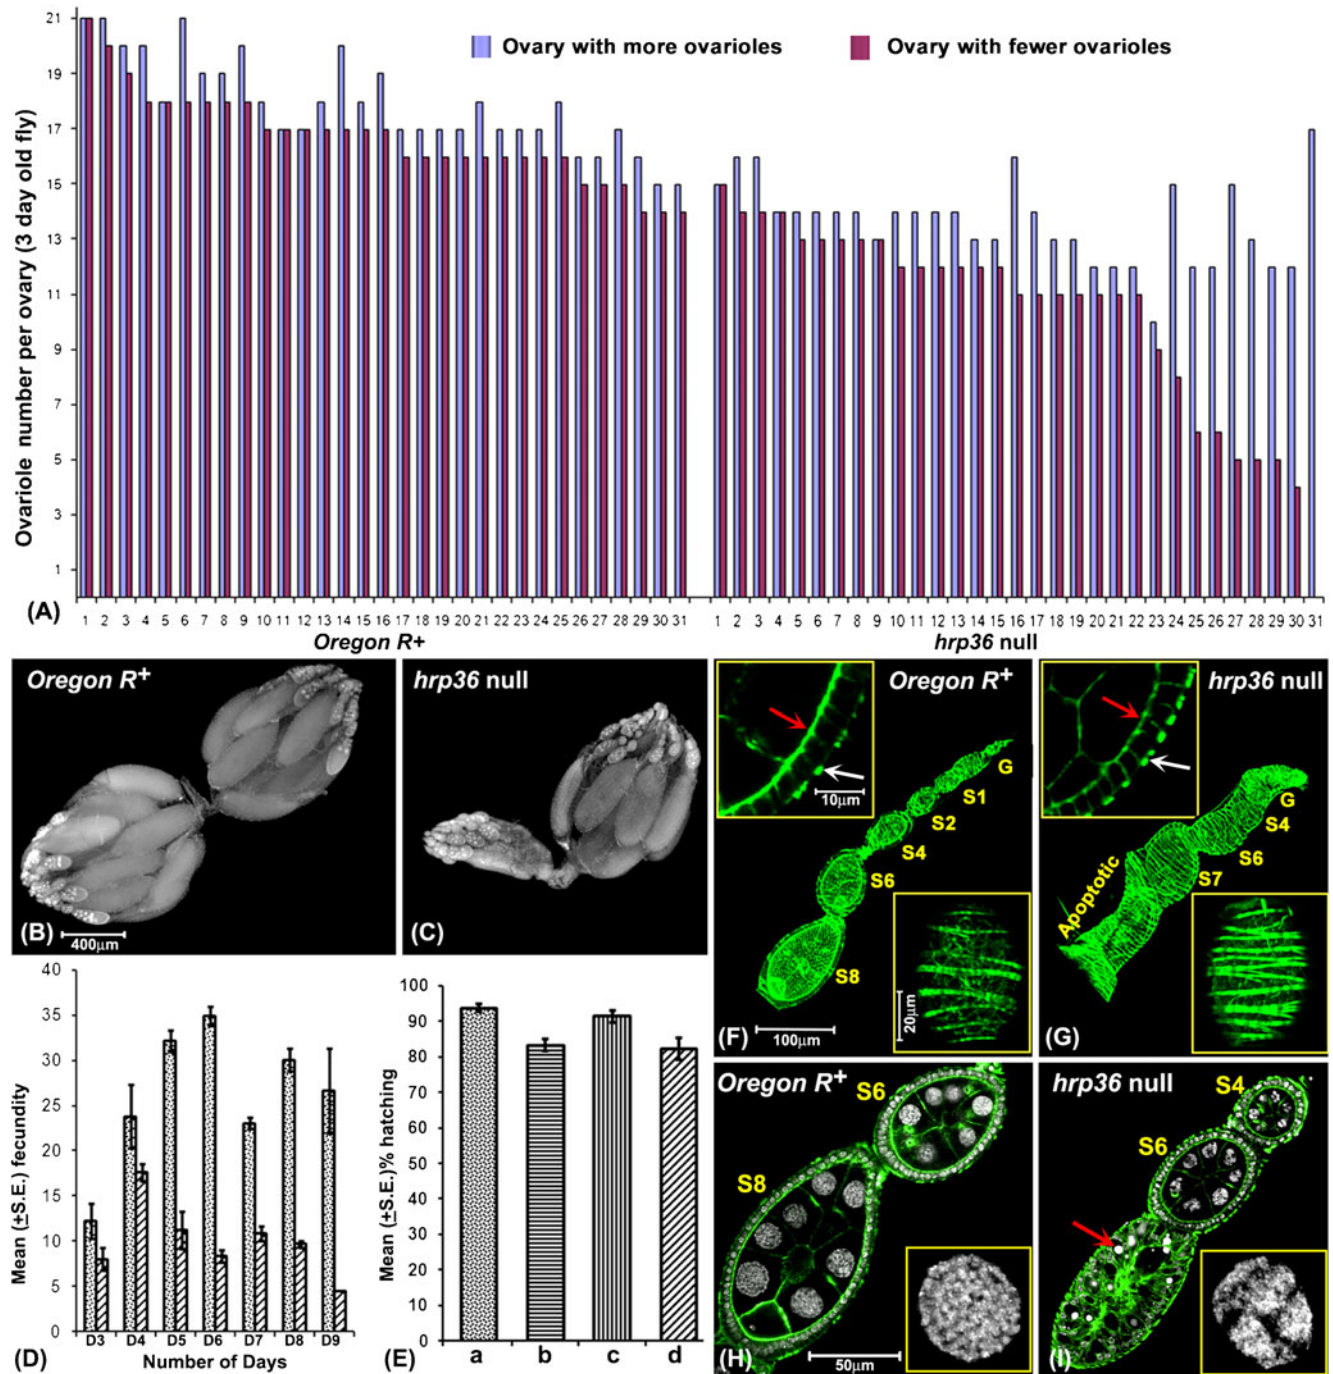 Ovariole number per ovary (3 day old fly)
21
19
17
15
13
11
9
7
5
3
1
Ovary with more ovarioles
Ovary with fewer ovarioles
(A)
1 2 3 4 5 6 7 8 9 10 11 12 13 14 15 16 17 18 19 20 21 22 23 24 25 26 27 28 29 30 31
1 2 3 4 5 6 7 8 9 10 11 12 13 14 15 16 17 18 19 20 21 22 23 24 25 26 27 28 29 30 31
Oregon R+
hrp36 null
Oregon R+
(B)
400µm
hrp36 null
(C)
Oregon R+
10µm
G
S1
S2
S4
S6
S8
20µm
(F)
100µm
hrp36 null
G
S4
S6
S7
Apoptotic
(G)
Mean (±S.E.) fecundity
40
35
30
25
20
15
10
5
0
D3 D4 D5 D6 D7 D8 D9
(D)
Number of Days
Mean (±S.E.)% hatching
100
90
80
70
60
50
40
30
20
10
0
(E)
a b c d
Oregon R+
S6
S8
(H)
50µm
hrp36 null
S4
S6
(I)